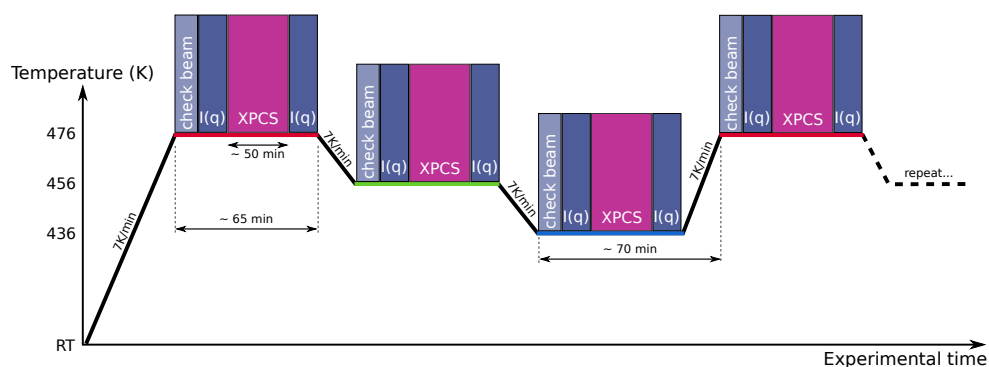 Temperature (K)
476
456
436
RT
7K/min
check beam
I(q)
XPCS
I(q)
~ 50 min
~ 65 min
7K/min
check beam
I(q)
XPCS
I(q)
7K/min
check beam
I(q)
XPCS
I(q)
~ 70 min
7K/min
check beam
I(q)
XPCS
I(q)
repeat...
Experimental time